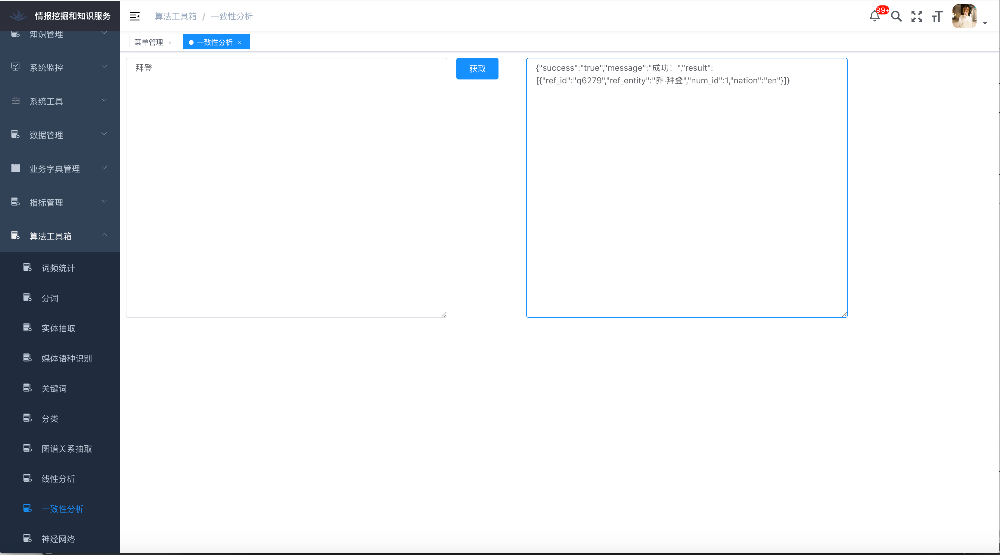 情报挖掘和知识服务
算法工具箱 / 一致性分析
99+
知识管理
菜单管理 ×
一致性分析 ×
系统监控
系统工具
数据管理
业务字典管理
指标管理
算法工具箱
词频统计
分词
实体抽取
媒体语种识别
关键词
分类
图谱关系抽取
线性分析
一致性分析
神经网络
拜登
获取
{"success":"true","message":"成功！","result":
[{"ref_id":"q6279","ref_entity":"乔·拜登","num_id":1,"nation":"en"}]}